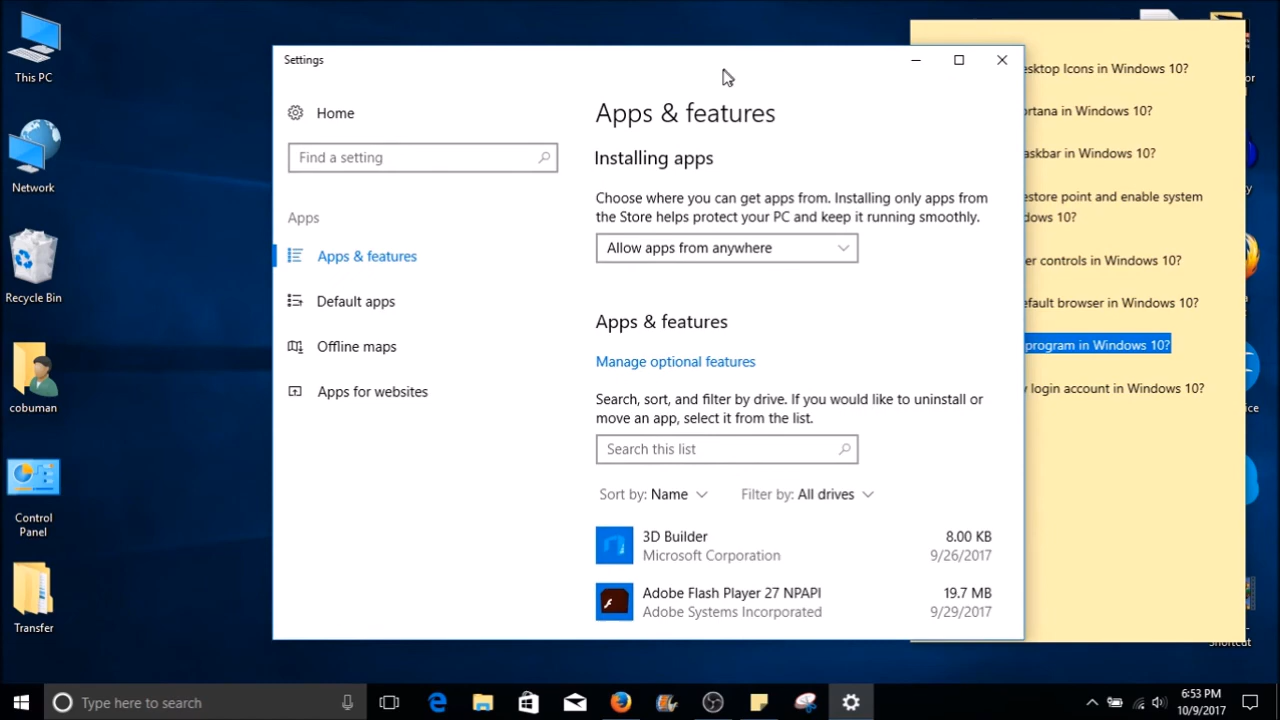 This PC
Network
Recycle Bin
cobuman
Control
Panel
Transfer
Settings
Home
Find a setting
Apps
Apps & features
Default apps
Offline maps
Apps for websites
Apps & features
Installing apps
Choose where you can get apps from. Installing only apps from
the Store helps protect your PC and keep it running smoothly.
Allow apps from anywhere
Apps & features
Manage optional features
Search, sort, and filter by drive. If you would like to uninstall or
move an app, select it from the list.
Search this list
Sort by: Name
Filter by: All drives
3D Builder
8.00 KB
Microsoft Corporation
9/26/2017
Adobe Flash Player 27 NPAPI
19.7 MB
Adobe Systems Incorporated
9/29/2017
Icons in Windows 10?
in Windows 10?
in Windows 10?
point and enable system
10?
controls in Windows 10?
browser in Windows 10?
program in Windows 10?
login account in Windows 10?
Type here to search
6:53 PM
10/9/2017